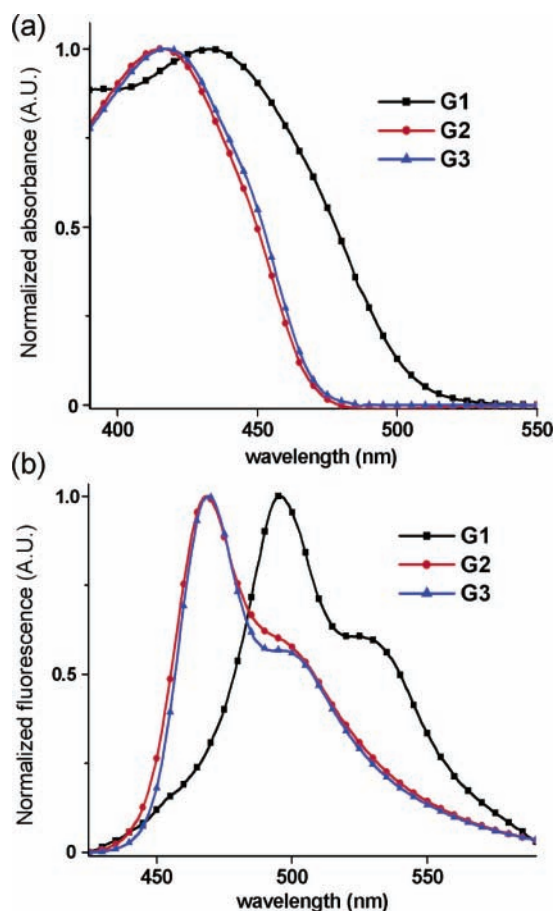 (a)
Normalized absorbance (A.U.)
1.0
0.5
0
G1
G2
G3
400 450 500 550
wavelength (nm)
(b)
Normalized fluorescence (A.U.)
1.0
0.5
0
G1
G2
G3
450 500 550
wavelength (nm)